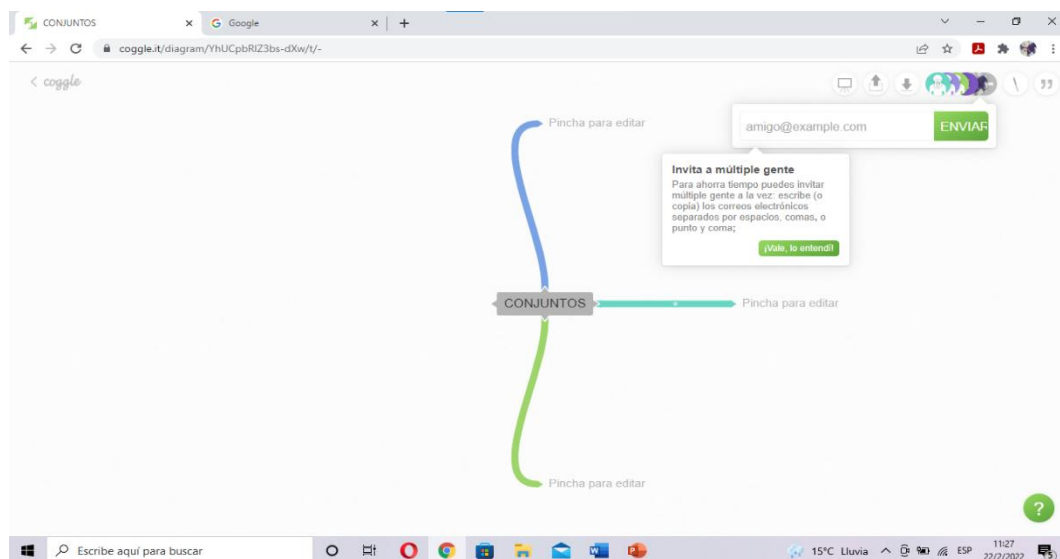 CONJUNTOS
Google
coggle.it/diagram/YhUCpbRIZ3bs-dXw/t/-
coggle
Pincha para editar
amigo@example.com
ENVIAR
Invita a múltiple gente
Para ahorra tiempo puedes invitar
múltiple gente a la vez: escribe (o
copia) los correos electrónicos
separados por espacios, comas, o
punto y coma;
¡Vale, lo entendí!
CONJUNTOS
Pincha para editar
Pincha para editar
?
Escribe aquí para buscar
15°C Lluvia
ESP
11:27
22/2/2022